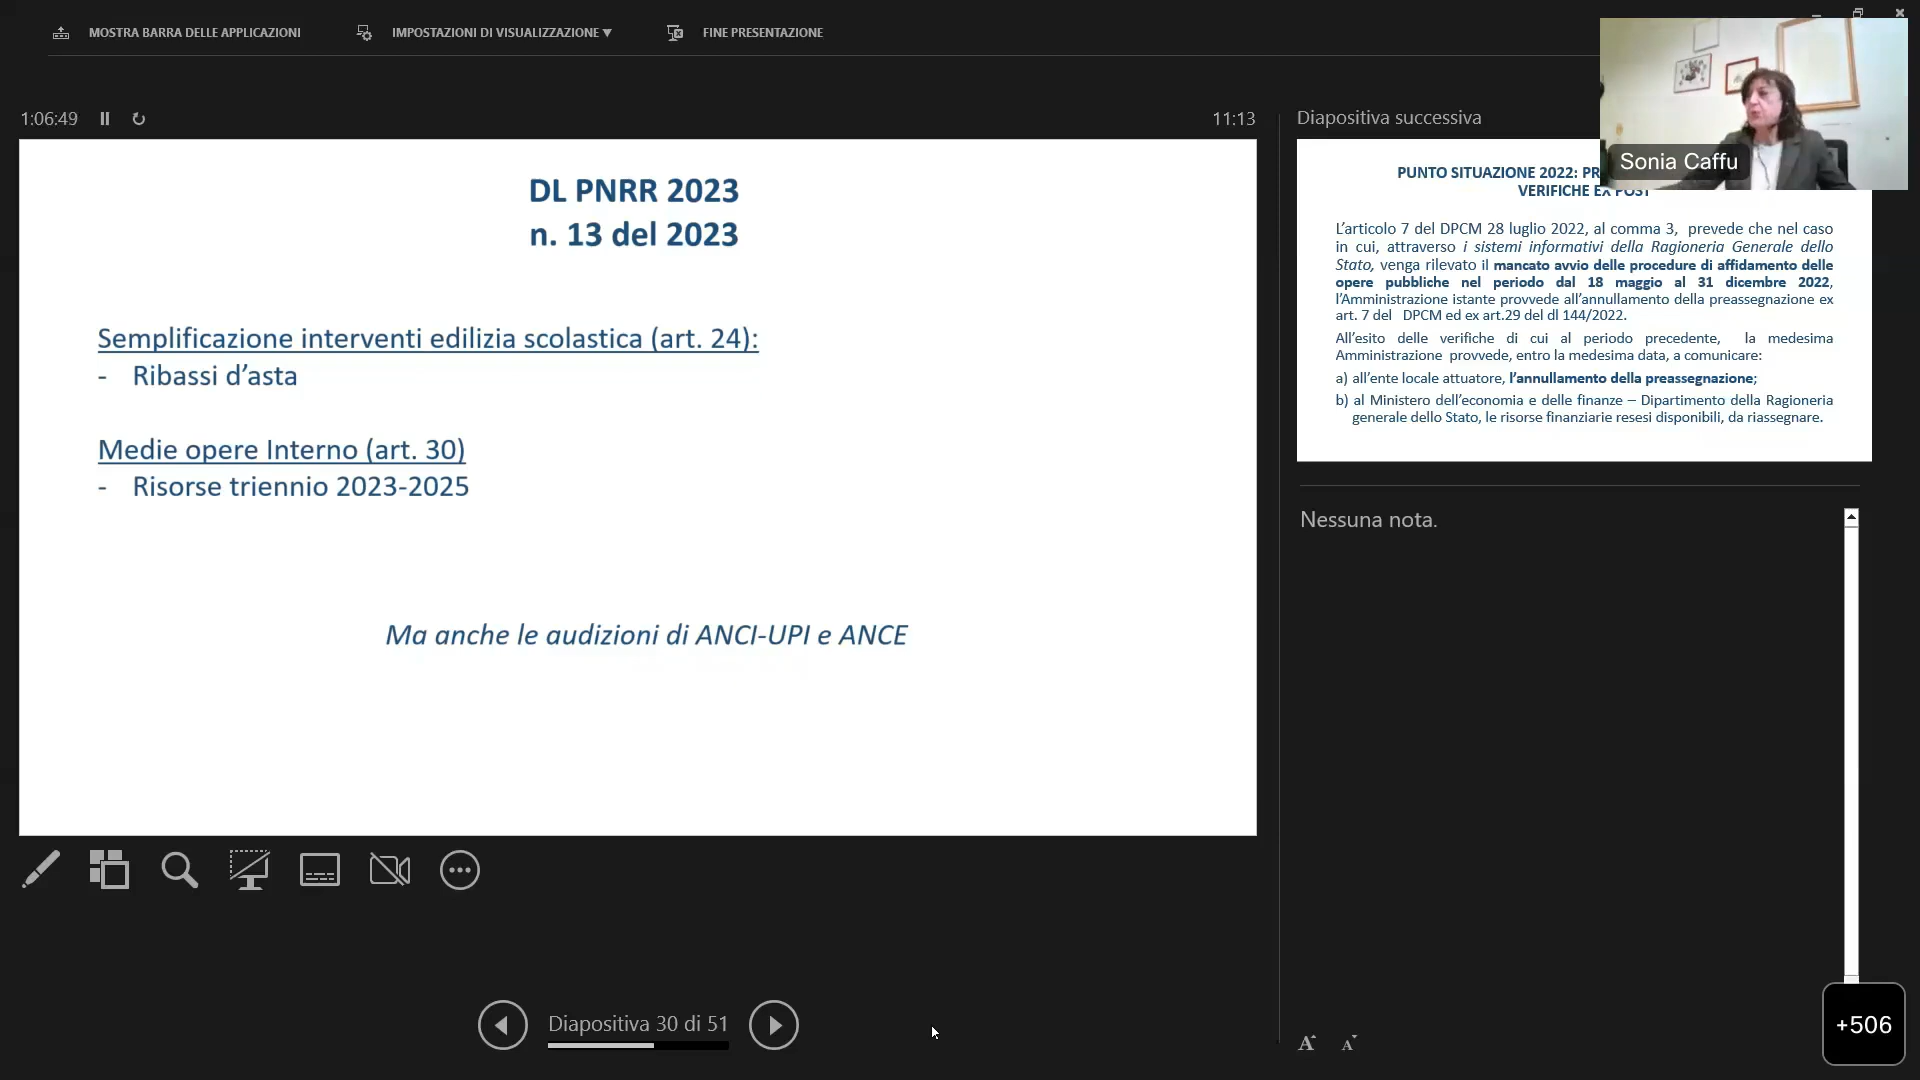 MOSTRA BARRA DELLE APPLICAZIONI
IMPOSTAZIONI DI VISUALIZZAZIONE ▼
FINE PRESENTAZIONE
1:06:49
11:13
DL PNRR 2023
n. 13 del 2023
Semplificazione interventi edilizia scolastica (art. 24):
- Ribassi d’asta
Medie opere Interno (art. 30)
- Risorse triennio 2023-2025
Ma anche le audizioni di ANCI-UPI e ANCE
Diapositiva 30 di 51
Diapositiva successiva
Sonia Caffu
PUNTO SITUAZIONE 2022:
VERIFICHE EX POST
L’articolo 7 del DPCM 28 luglio 2022, al comma 3, prevede che nel caso
in cui, attraverso i sistemi informativi della Ragioneria Generale dello
Stato, venga rilevato il mancato avvio delle procedure di affidamento delle
opere pubbliche nel periodo dal 18 maggio al 31 dicembre 2022,
l’Amministrazione istante provvede all’annullamento della preassegnazione ex
art. 7 del DPCM ed ex art.29 del dl 144/2022.
All’esito delle verifiche di cui al periodo precedente, la medesima
Amministrazione provvede, entro la medesima data, a comunicare:
a) all’ente locale attuatore, l’annullamento della preassegnazione;
b) al Ministero dell’economia e delle finanze – Dipartimento della Ragioneria
generale dello Stato, le risorse finanziarie resesi disponibili, da riassegnare.
Nessuna nota.
A A
+506